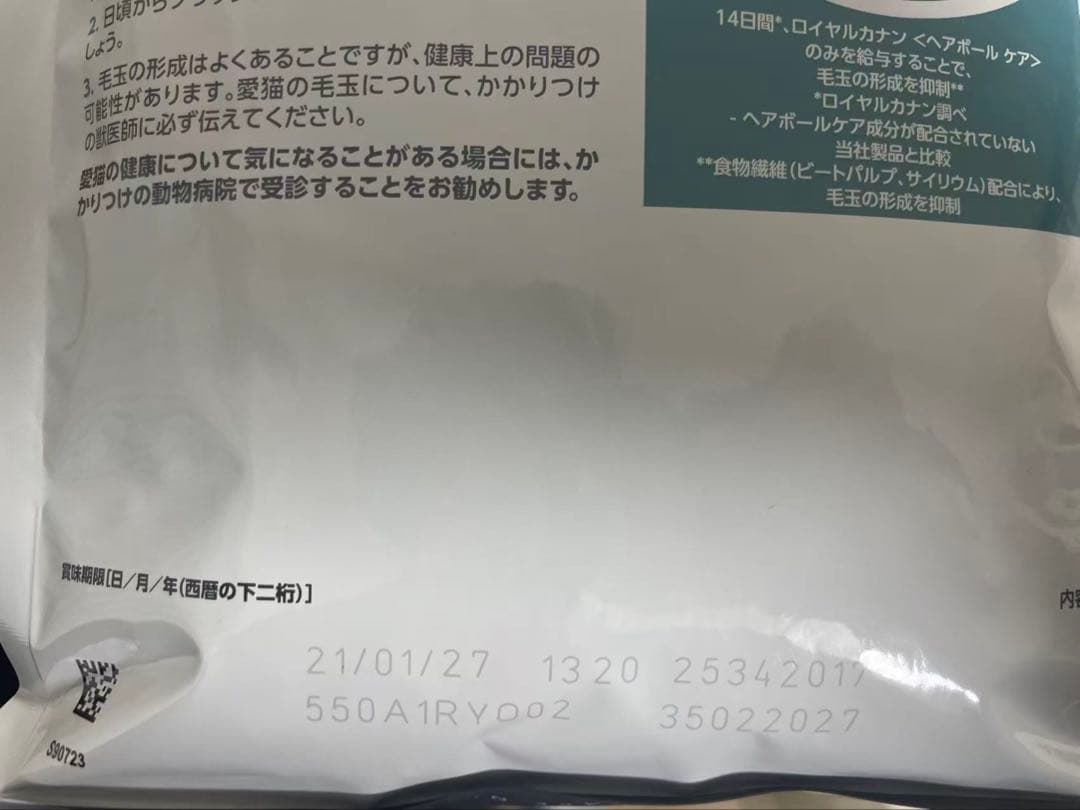 2. 日頃からブラッ
しょう。
3. 毛玉の形成はよくあることですが、健康上の問題の
可能性があります。愛猫の毛玉について、かかりつけ
の獣医師に必ず伝えてください。
愛猫の健康について気になることがある場合には、か
かりつけの動物病院で受診することをお勧めします。
14日間*、ロイヤルカナン <ヘアボール ケア>
のみを給与することで、
毛玉の形成を抑制**
*ロイヤルカナン調べ
- ヘアボールケア成分が配合されていない
当社製品と比較
**食物繊維(ビートパルプ、サイリウム)配合により、
毛玉の形成を抑制
賞味期限[日/月/年(西暦の下二桁)]
内容
21/01/27 1320 25342017
550A1RY002 35022027
S90723